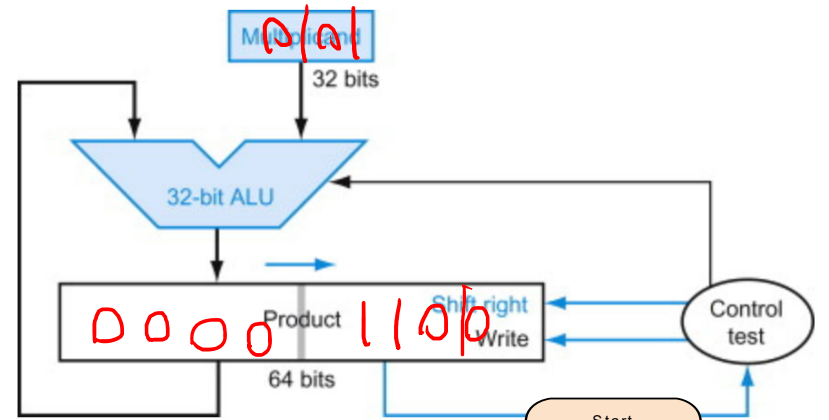 Multiplicand
0101
32 bits
32-bit ALU
Shift right
Product
Write
0000 1100
Control
test
64 bits
Start